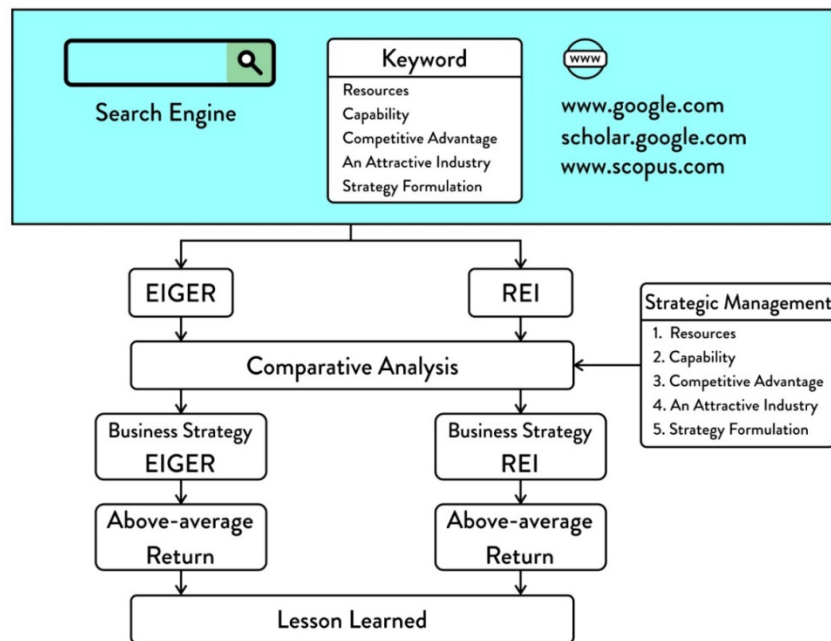 Search Engine
Keyword
Resources
Capability
Competitive Advantage
An Attractive Industry
Strategy Formulation
www
www.google.com
scholar.google.com
www.scopus.com
EIGER
REI
Strategic Management
1. Resources
2. Capability
3. Competitive Advantage
4. An Attractive Industry
5. Strategy Formulation
Comparative Analysis
Business Strategy
EIGER
Business Strategy
REI
Above-average
Return
Above-average
Return
Lesson Learned